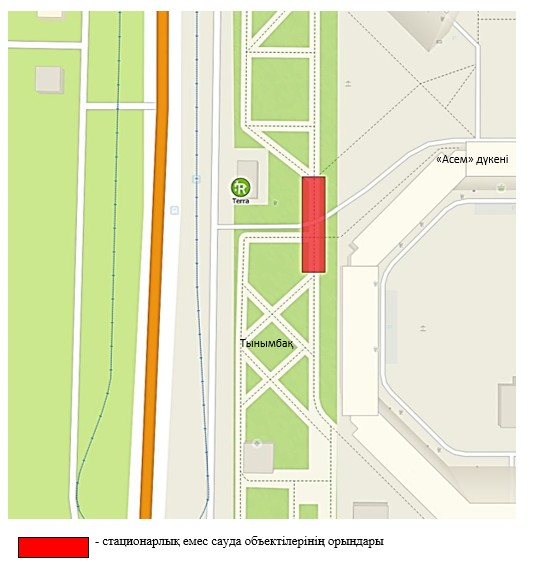 «Асем» дүкені
Terra
Тынымбақ
- стационарлық емес сауда объектілерінің орындары